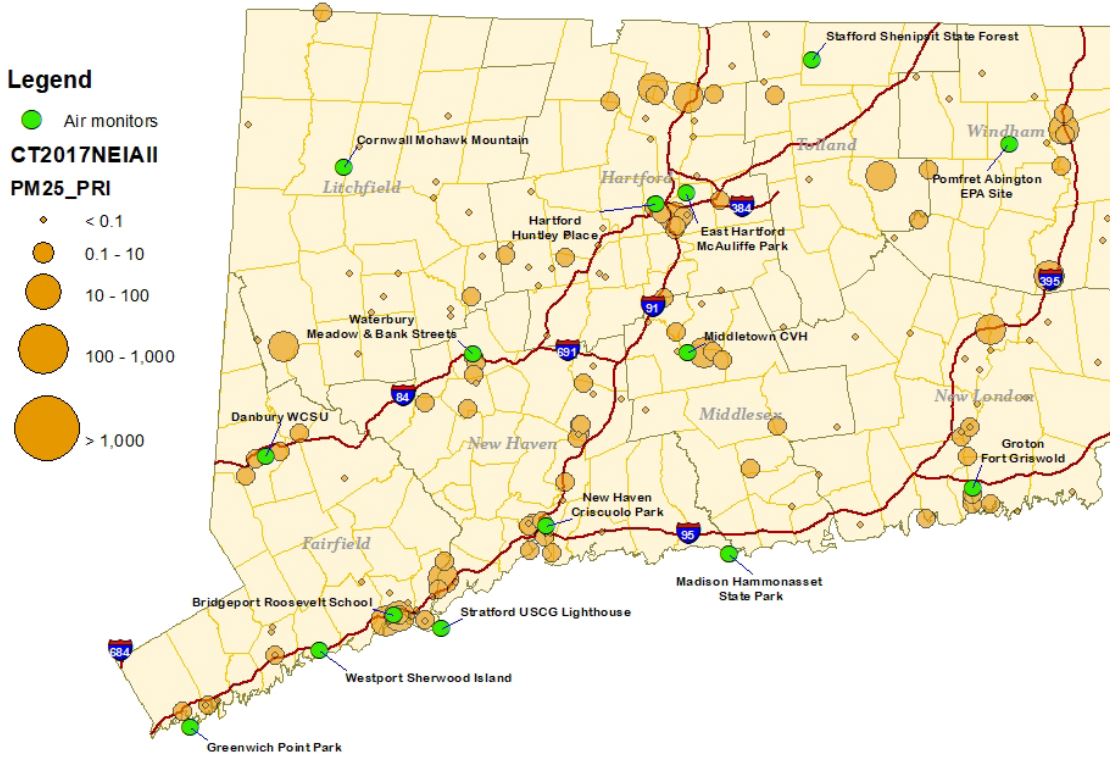 Legend
Air monitors
CT2017NEIAII
PM25_PRI
< 0.1
0.1 - 10
10 - 100
100 - 1,000
> 1,000
Stafford Shenipsit State Forest
Cornwall Mohawk Mountain
Litchfield
Hartford
Tolland
Windham
Pomfret Abington
EPA Site
Hartford
Huntley Place
384
East Hartford
McAuliffe Park
395
91
Waterbury
Meadow & Bank Streets
691
Middletown CVH
84
Danbury WCSU
New Haven
Middlesex
New London
Groton
Fort Griswold
New Haven
Criscuolo Park
95
Fairfield
Madison Hammonasset
State Park
Bridgeport Roosevelt School
Stratford USCG Lighthouse
684
Westport Sherwood Island
Greenwich Point Park